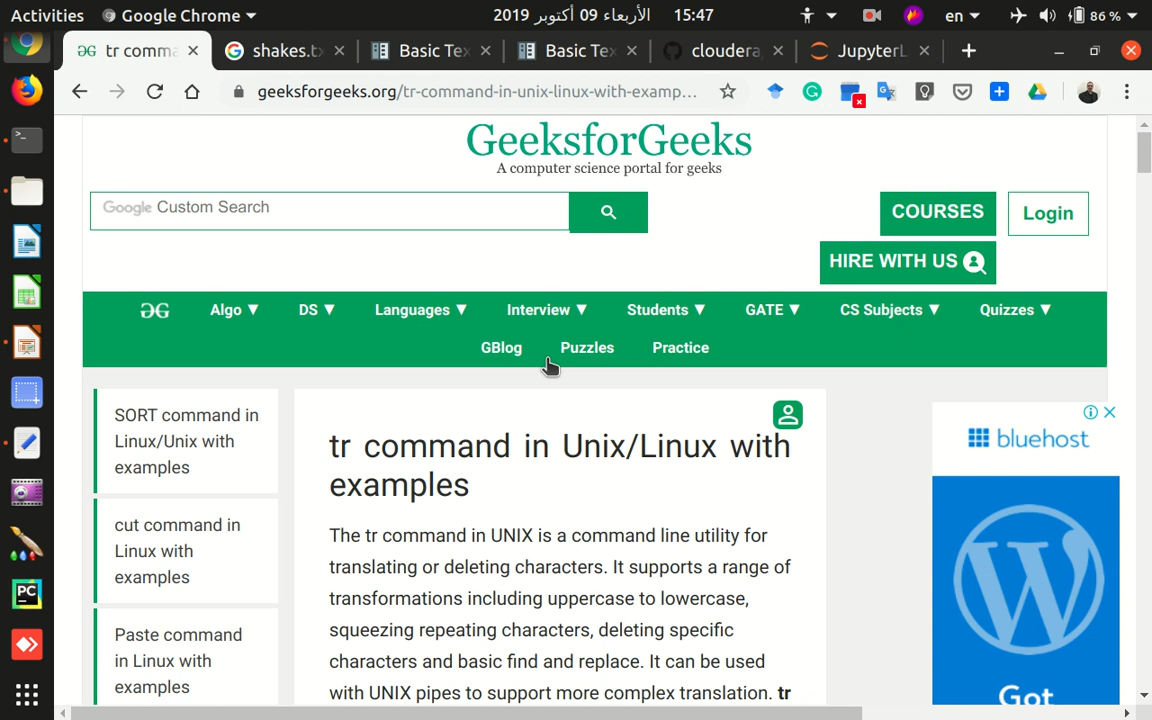 Activities Google Chrome ▾ الأربعاء 09 أكتوبر 2019 15:47 en ▾ 86 % ▾
tr comma × shakes.tx × Basic Tex × Basic Tex × cloudera, × JupyterL × +
geeksforgeeks.org/tr-command-in-unix-linux-with-examp...
GeeksforGeeks
A computer science portal for geeks
Google Custom Search
COURSES
Login
HIRE WITH US
Algo ▼ DS ▼ Languages ▼ Interview ▼ Students ▼ GATE ▼ CS Subjects ▼ Quizzes ▼
GBlog Puzzles Practice
SORT command in
Linux/Unix with
examples
cut command in
Linux with
examples
Paste command
in Linux with
examples
tr command in Unix/Linux with
examples
The tr command in UNIX is a command line utility for
translating or deleting characters. It supports a range of
transformations including uppercase to lowercase,
squeezing repeating characters, deleting specific
characters and basic find and replace. It can be used
with UNIX pipes to support more complex translation. tr
bluehost
W
Got
PC